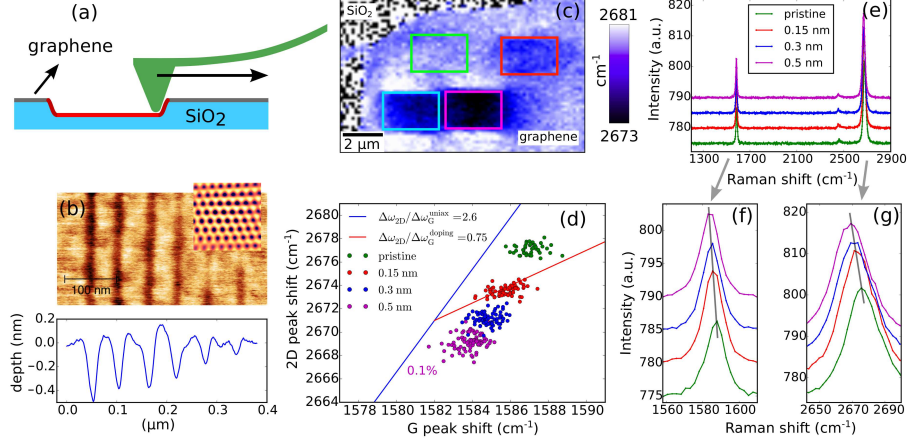 (a)
graphene
SiO2
(b)
100 nm
depth (nm)
0.2
0.0
−0.2
−0.4
0.0 0.1 0.2 0.3 0.4
(μm)
SiO2
(c)
2 μm
graphene
2681
cm-1
2673
(d)
2D peak shift (cm-1)
2680
2678
2676
2674
2672
2670
2668
2666
2664
Δω2D/ΔωGuniax=2.6
Δω2D/ΔωGdoping=0.75
pristine
0.15 nm
0.3 nm
0.5 nm
0.1%
1578 1580 1582 1584 1586 1588 1590
G peak shift (cm-1)
(e)
Intensity (a.u.)
820
810
800
790
780
pristine
0.15 nm
0.3 nm
0.5 nm
1300 1600 2100 2400 2900
Raman shift (cm-1)
(f)
Intensity (a.u.)
805
800
795
790
785
780
775
1560 1580 1600
(g)
820
810
800
790
780
2650 2670 2690
Raman shift (cm-1)